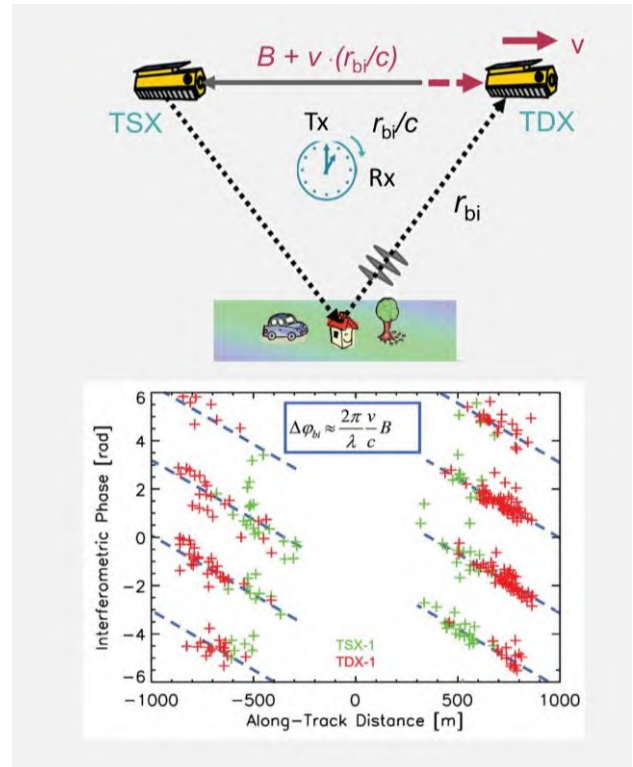 B + v ·(r_bi/c)
v
TSX
TDX
Tx
r_bi/c
Rx
r_bi
Δφ_bi ≈ 2π/λ v/c B
Interferometric Phase [rad]
6
4
2
0
-2
-4
-6
TSX-1
TDX-1
-1000 -500 0 500 1000
Along-Track Distance [m]